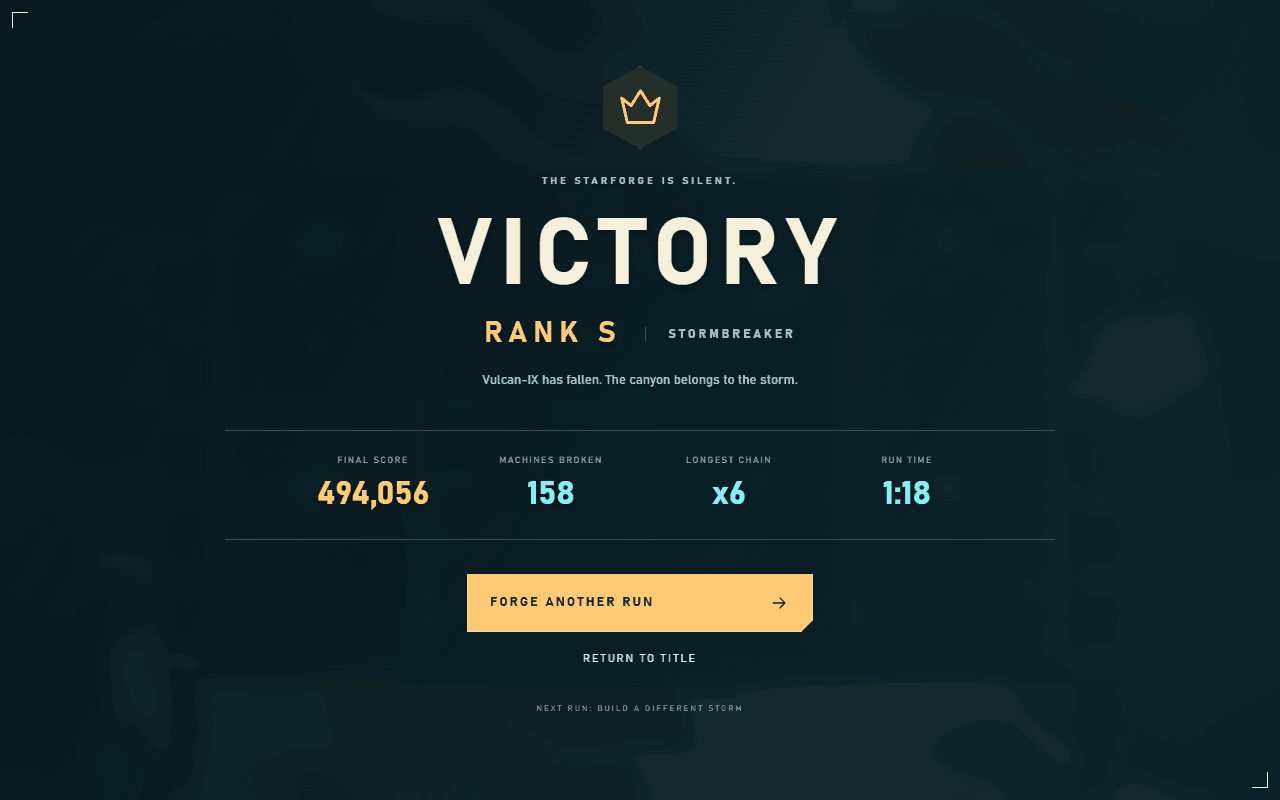 THE STARFORGE IS SILENT.
VICTORY
RANK S
STORMBREAKER
Vulcan-IX has fallen. The canyon belongs to the storm.
FINAL SCORE
494,056
MACHINES BROKEN
158
LONGEST CHAIN
x6
RUN TIME
1:18
FORGE ANOTHER RUN
RETURN TO TITLE
NEXT RUN: BUILD A DIFFERENT STORM